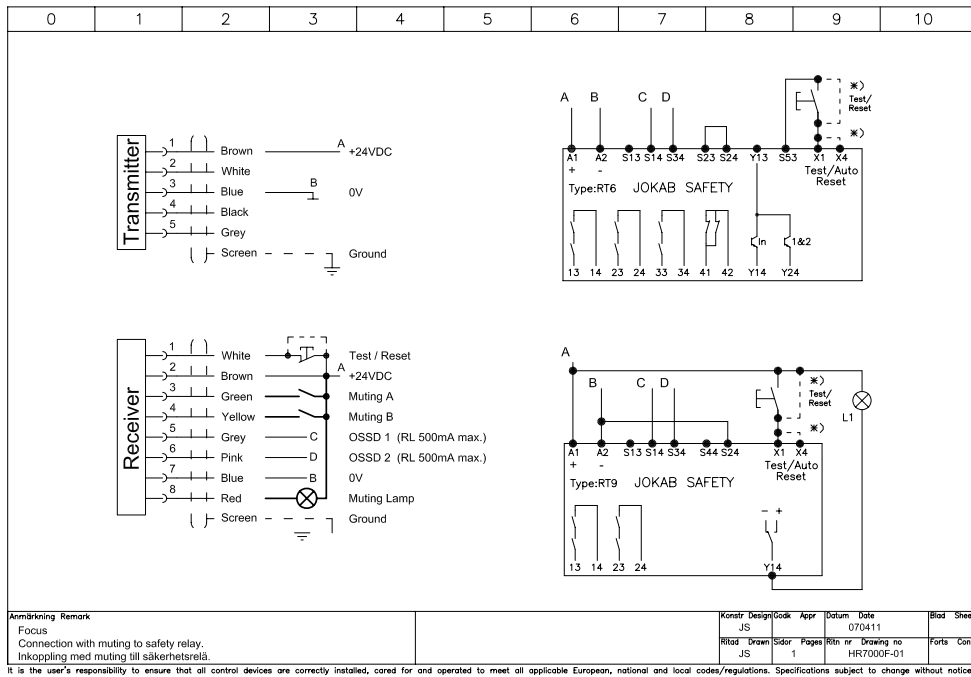 0 1 2 3 4 5 6 7 8 9 10
Transmitter
1 Brown A +24VDC
2 White
3 Blue B 0V
4 Black
5 Grey
Screen Ground
A B C D
*)
Test/
Reset
*)
A1 A2 S13 S14 S34 S23 S24 Y13 S53 X1 X4
+ - Test/Auto
Reset
Type:RT6 JOKAB SAFETY
In 1&2
13 14 23 24 33 34 41 42 Y14 Y24
Receiver
1 White Test / Reset
2 Brown A +24VDC
3 Green Muting A
4 Yellow Muting B
5 Grey C OSSD 1 (RL 500mA max.)
6 Pink D OSSD 2 (RL 500mA max.)
7 Blue B 0V
8 Red Muting Lamp
Screen Ground
A
B C D
*)
Test/
Reset
L1
*)
A1 A2 S13 S14 S34 S44 S24 X1 X4
+ - Test/Auto
Reset
Type:RT9 JOKAB SAFETY
- +
13 14 23 24 Y14
Anmärkning Remark
Focus
Connection with muting to safety relay.
Inkoppling med muting till säkerhetsrelä.
Konstr Design Godk Appr Datum Date Blad Shee
JS 070411
Ritad Drawn Sidor Pages Ritn nr Drawing no Forts Con
JS 1 HR7000F-01
It is the user's responsibility to ensure that all control devices are correctly installed, cared for and operated to meet all applicable European, national and local codes/regulations. Specifications subject to change without notice